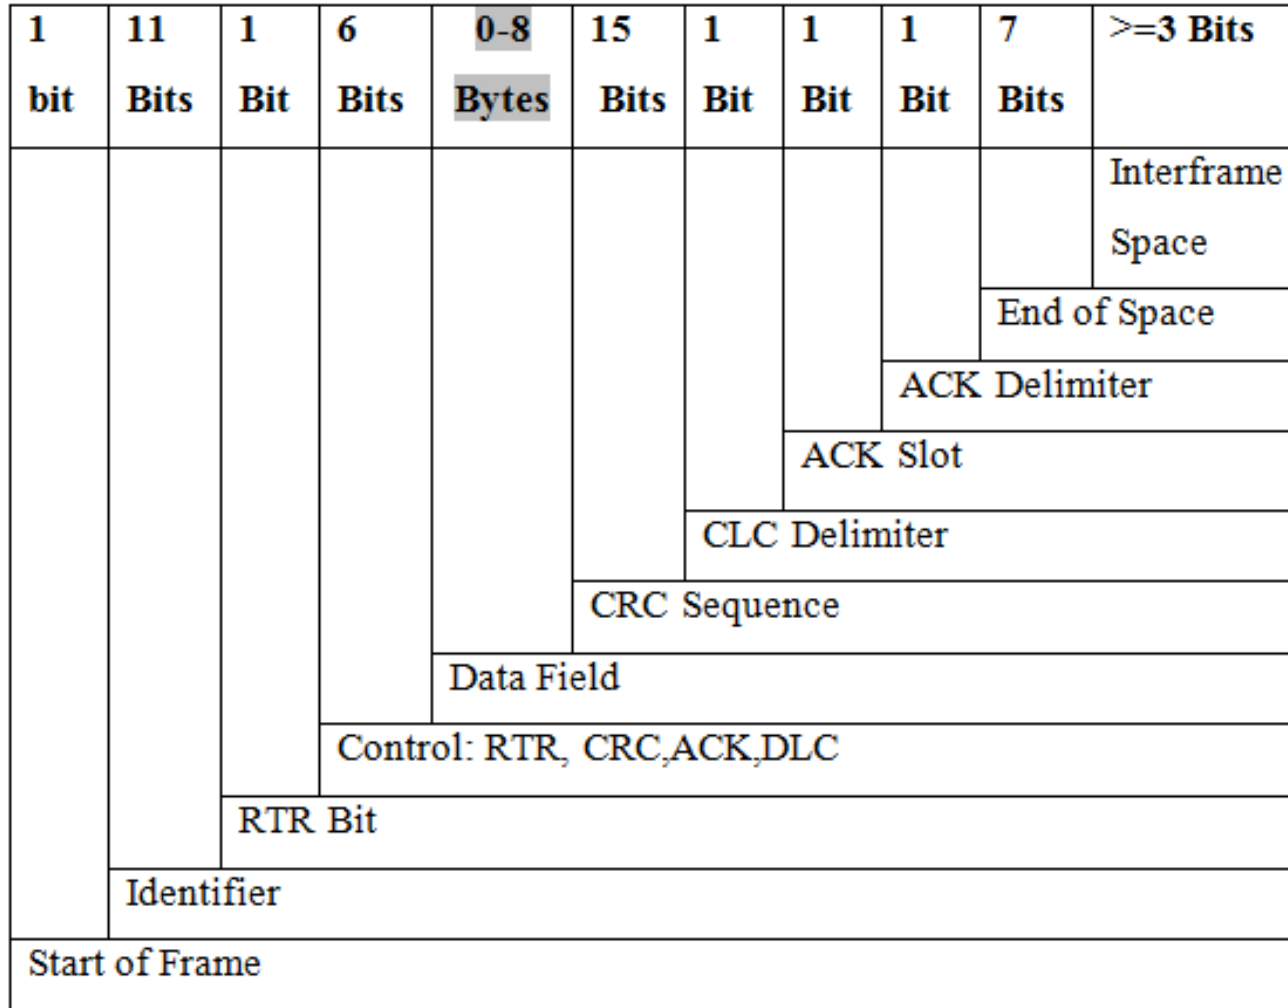 1 11 1 6 0-8 15 1 1 1 7 >=3 Bits
bit Bits Bit Bits Bytes Bits Bit Bit Bit Bits
Interframe
Space
End of Space
ACK Delimiter
ACK Slot
CLC Delimiter
CRC Sequence
Data Field
Control: RTR, CRC,ACK,DLC
RTR Bit
Identifier
Start of Frame